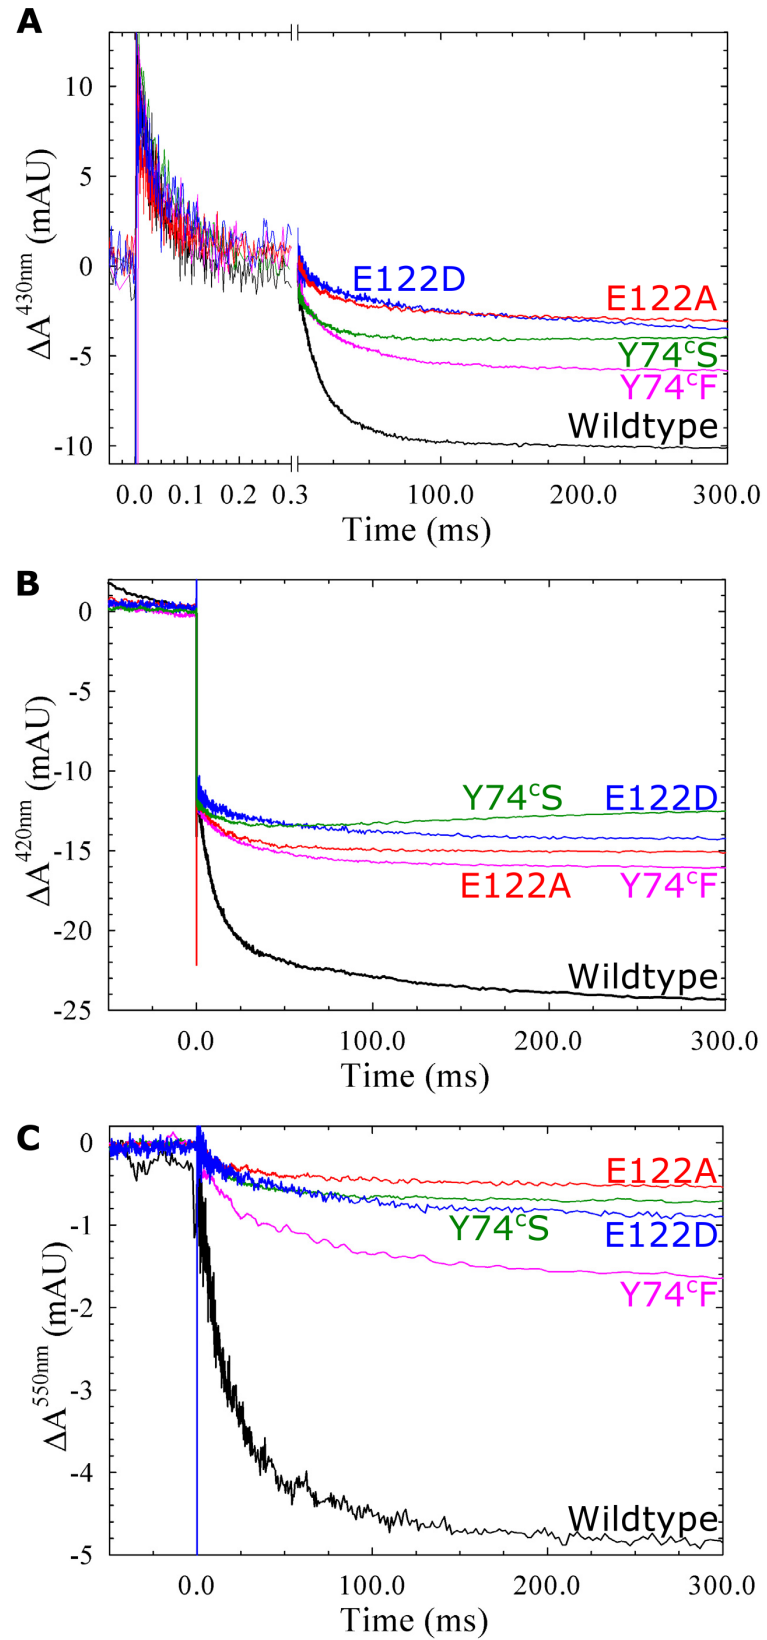 A
10
5
0
-5
-10
ΔA430nm (mAU)
E122D
E122A
Y74cS
Y74cF
Wildtype
0.0 0.1 0.2 0.3 100.0 200.0 300.0
Time (ms)
B
0
-5
-10
-15
-20
-25
ΔA420nm (mAU)
Y74cS E122D
E122A Y74cF
Wildtype
0.0 100.0 200.0 300.0
Time (ms)
C
0
-1
-2
-3
-4
-5
ΔA550nm (mAU)
E122A
Y74cS E122D
Y74cF
Wildtype
0.0 100.0 200.0 300.0
Time (ms)